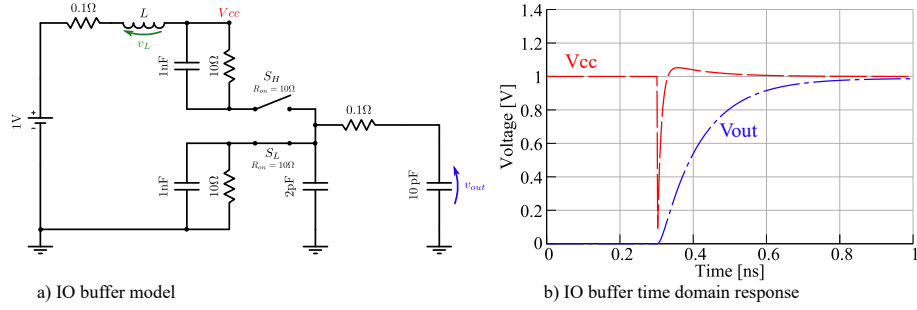 0.1Ω
L
Vcc
v_L
1nF
10Ω
S_H
R_on = 10Ω
0.1Ω
1V
+
-
S_L
R_on = 10Ω
1nF
10Ω
2pF
10 pF
v_out
a) IO buffer model
1.4
1.2
1
0.8
0.6
0.4
0.2
0
Voltage [V]
Vcc
Vout
0 0.2 0.4 0.6 0.8 1
Time [ns]
b) IO buffer time domain response